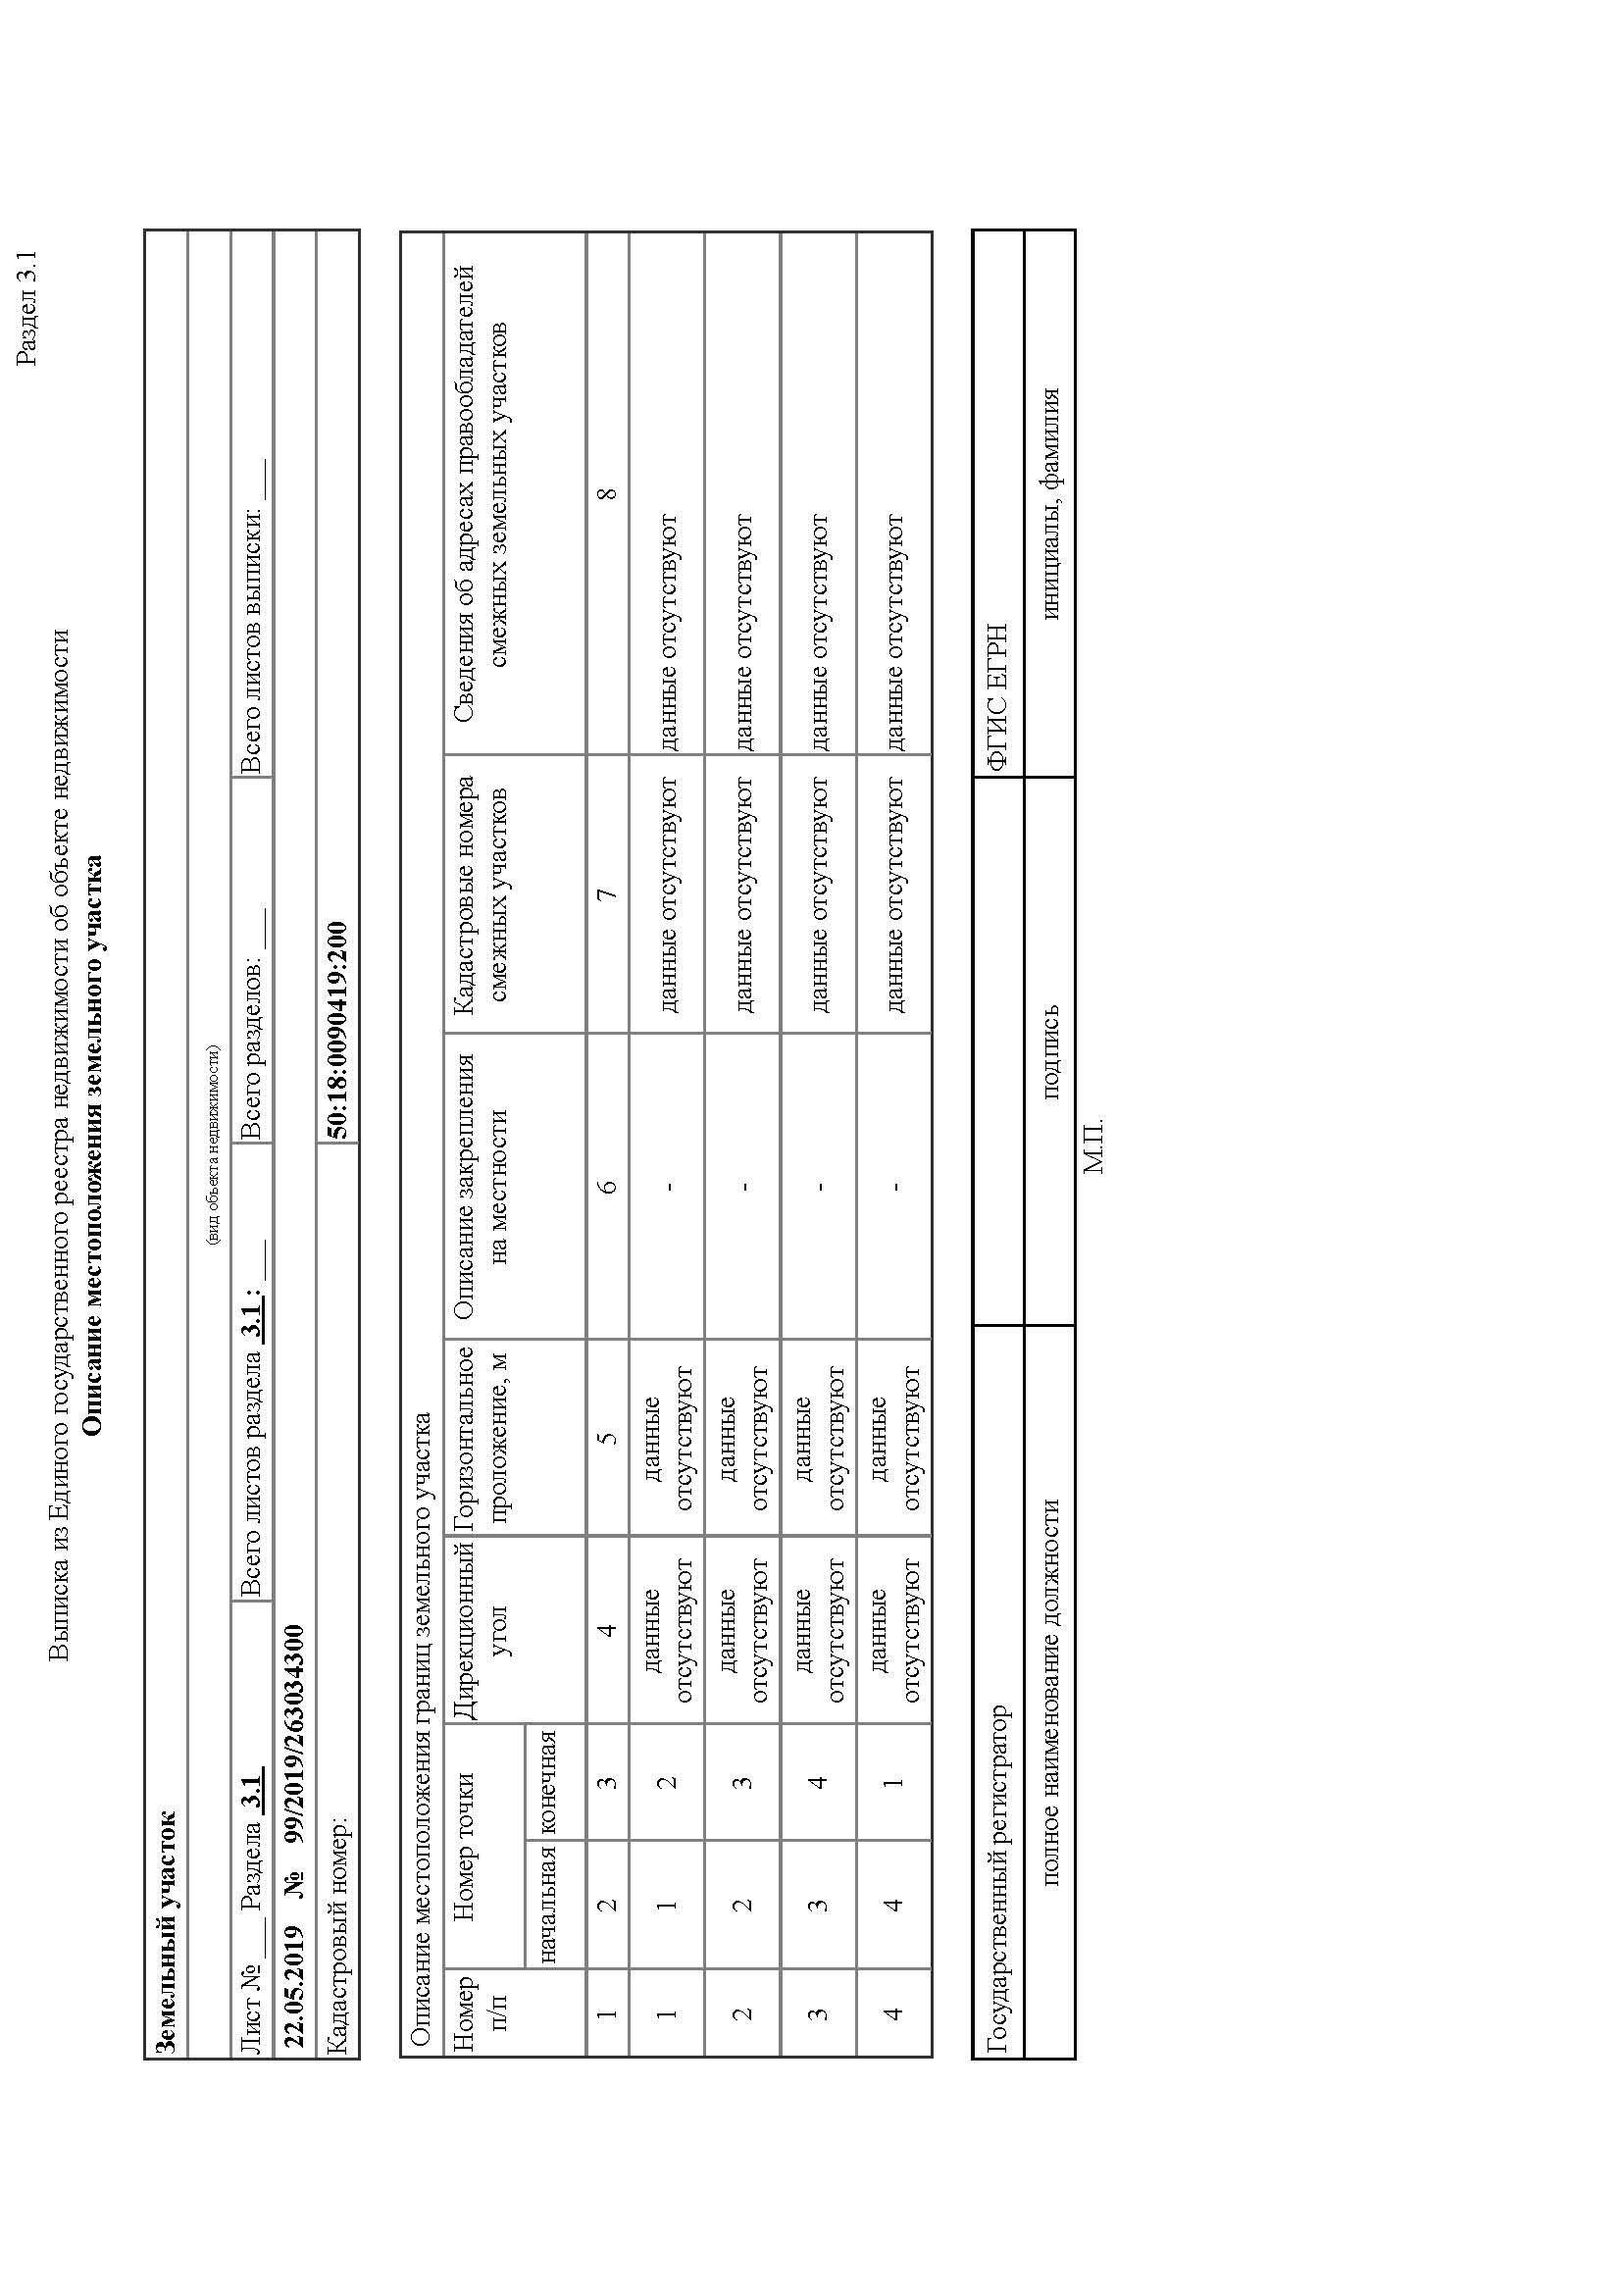 Раздел 3.1
Выписка из Единого государственного реестра недвижимости об объекте недвижимости
Описание местоположения земельного участка
Земельный участок
(вид объекта недвижимости)
Лист № ___ Раздела 3.1 Всего листов раздела 3.1 : ___ Всего разделов: ___ Всего листов выписки: ___
22.05.2019 № 99/2019/263034300
Кадастровый номер: 50:18:0090419:200
Описание местоположения границ земельного участка
Номер п/п Номер точки Дирекционный угол Горизонтальное проложение, м Описание закрепления на местности Кадастровые номера смежных участков Сведения об адресах правообладателей смежных земельных участков
начальная конечная
1 2 3 4 5 6 7 8
1 1 2 данные отсутствуют данные отсутствуют - данные отсутствуют данные отсутствуют
2 2 3 данные отсутствуют данные отсутствуют - данные отсутствуют данные отсутствуют
3 3 4 данные отсутствуют данные отсутствуют - данные отсутствуют данные отсутствуют
4 4 1 данные отсутствуют данные отсутствуют - данные отсутствуют данные отсутствуют
Государственный регистратор ФГИС ЕГРН
полное наименование должности подпись инициалы, фамилия
М.П.